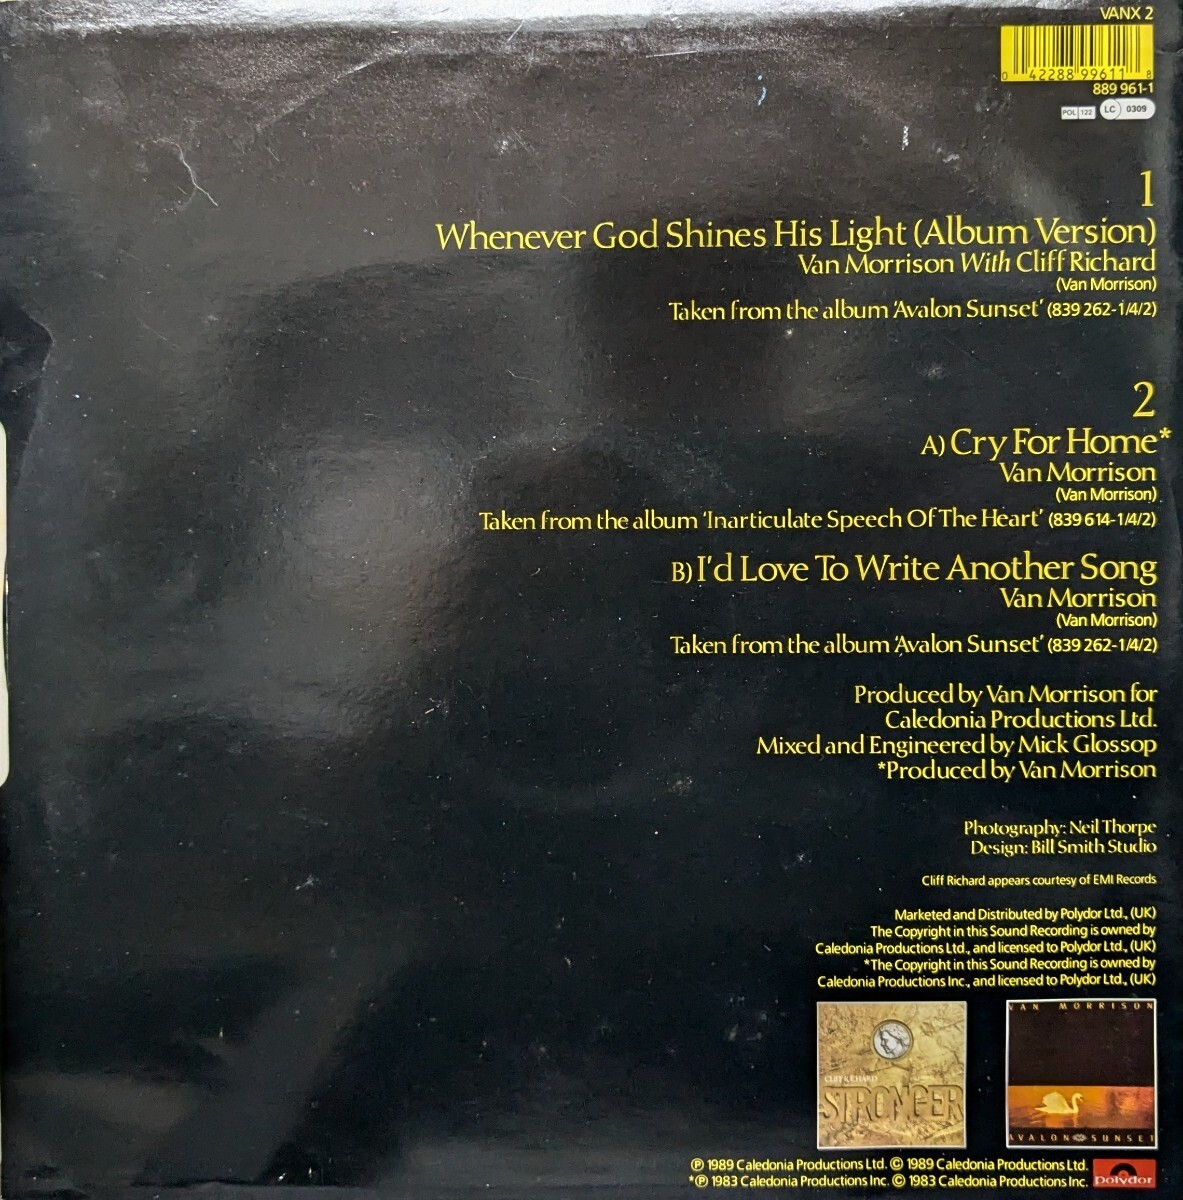 VANX 2
0 42288 99611 8
889 961-1
POL 122 LC 0309
1
Whenever God Shines His Light (Album Version)
Van Morrison With Cliff Richard
(Van Morrison)
Taken from the album 'Avalon Sunset' (839 262-1/4/2)
2
A) Cry For Home*
Van Morrison
(Van Morrison)
Taken from the album 'Inarticulate Speech Of The Heart' (839 614-1/4/2)
B) I'd Love To Write Another Song
Van Morrison
(Van Morrison)
Taken from the album 'Avalon Sunset' (839 262-1/4/2)
Produced by Van Morrison for
Caledonia Productions Ltd.
Mixed and Engineered by Mick Glossop
*Produced by Van Morrison
Photography: Neil Thorpe
Design: Bill Smith Studio
Cliff Richard appears courtesy of EMI Records
Marketed and Distributed by Polydor Ltd., (UK)
The Copyright in this Sound Recording is owned by
Caledonia Productions Ltd., and licensed to Polydor Ltd., (UK)
*The Copyright in this Sound Recording is owned by
Caledonia Productions Inc., and licensed to Polydor Ltd., (UK)
CLIFF RICHARD
STRONGER
VAN MORRISON
AVALON SUNSET
℗ 1989 Caledonia Productions Ltd. © 1989 Caledonia Productions Ltd.
*℗ 1983 Caledonia Productions Inc. © 1983 Caledonia Productions Inc.
Polydor